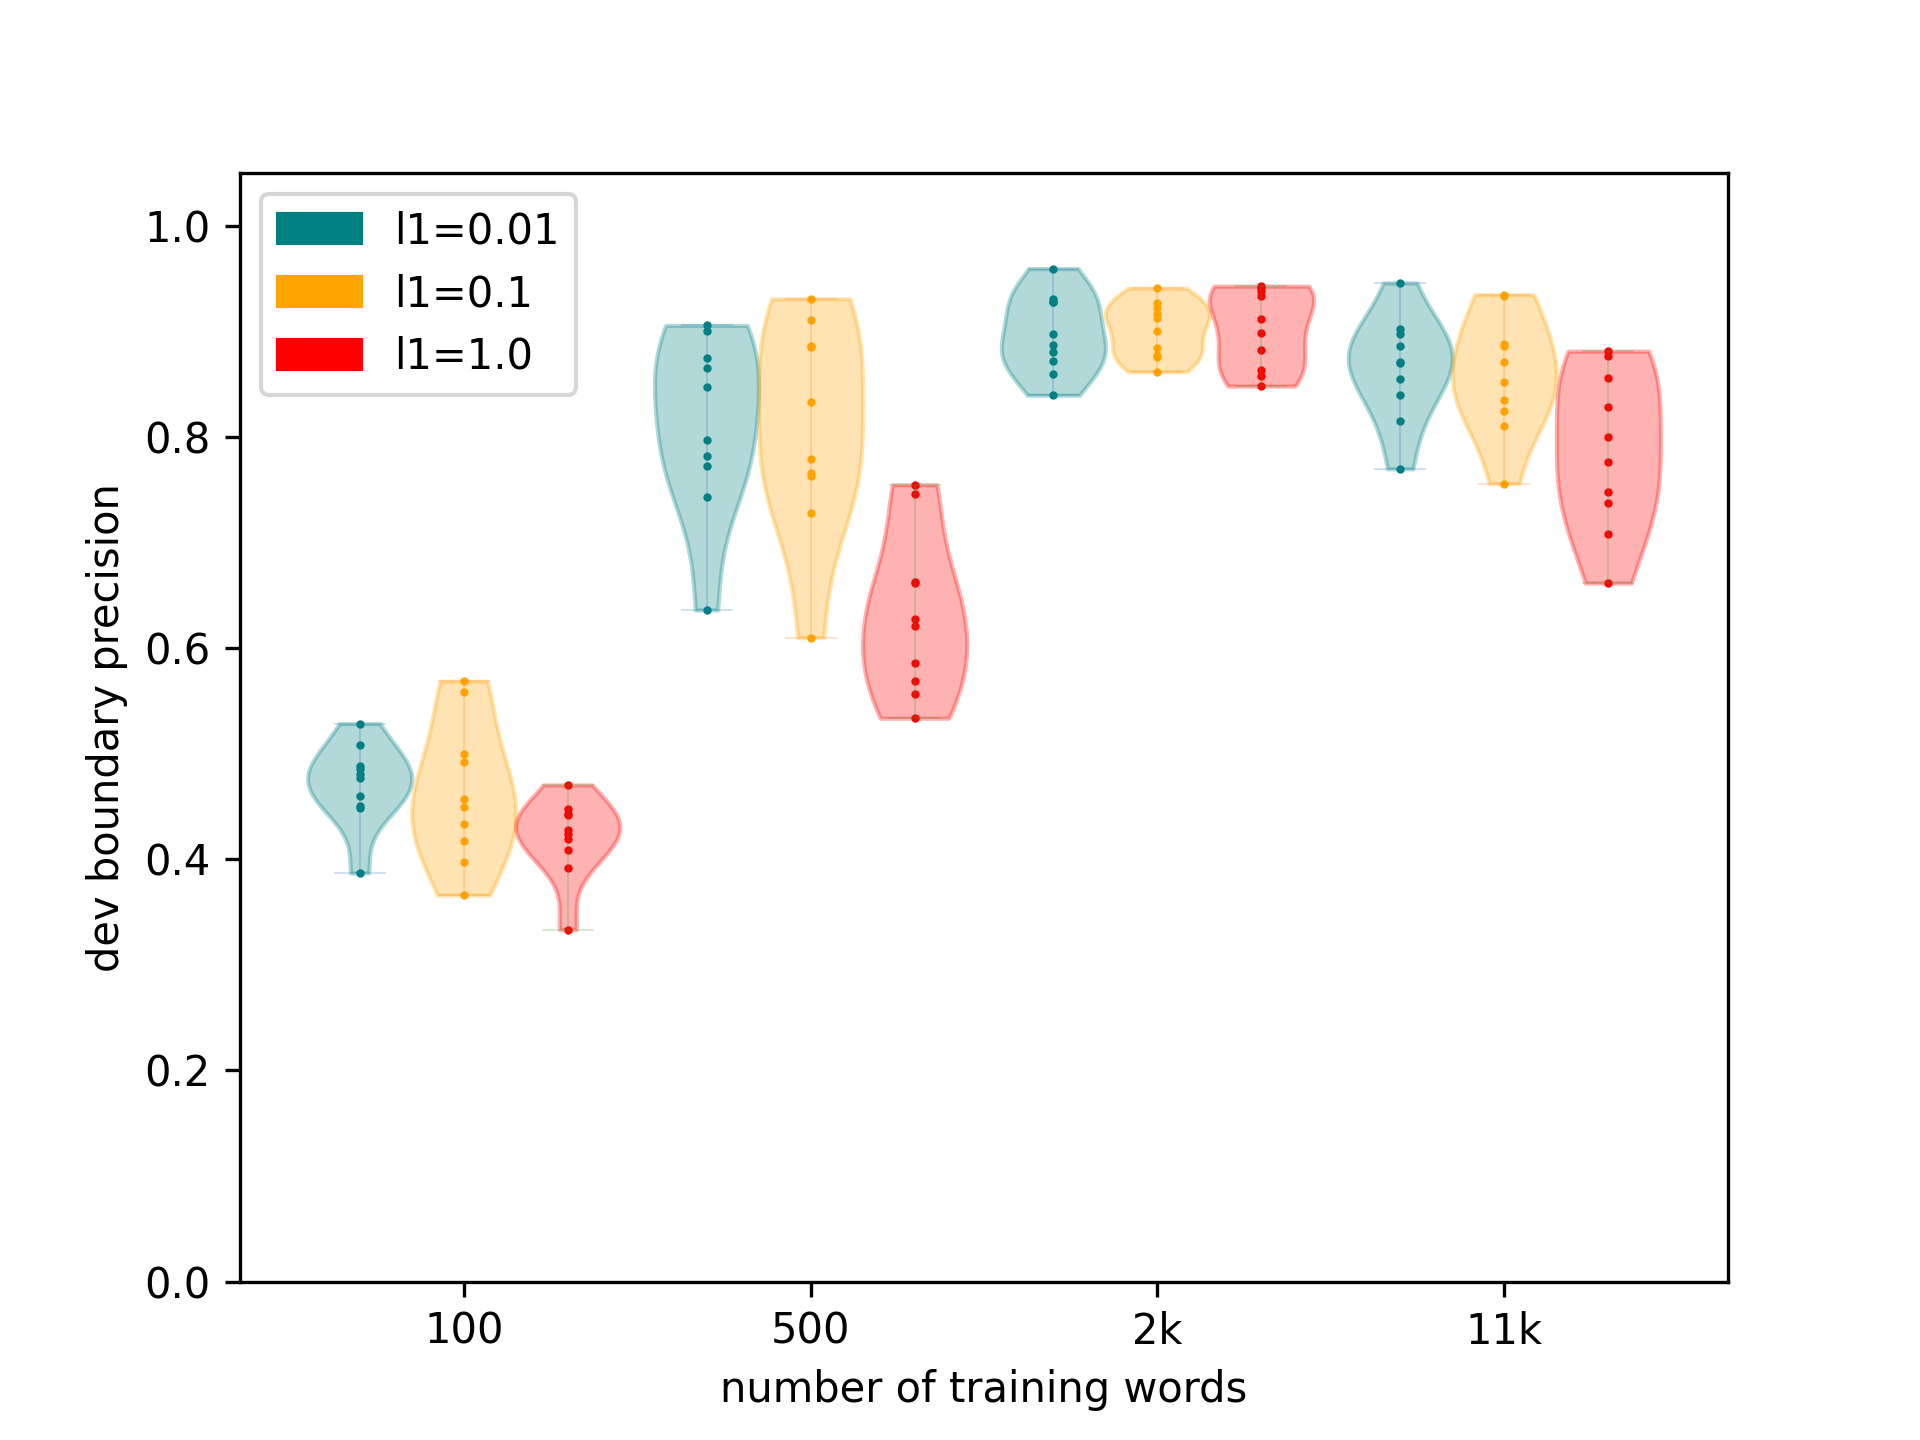 l1=0.01
l1=0.1
l1=1.0
1.0
0.8
0.6
0.4
0.2
0.0
dev boundary precision
100 500 2k 11k
number of training words